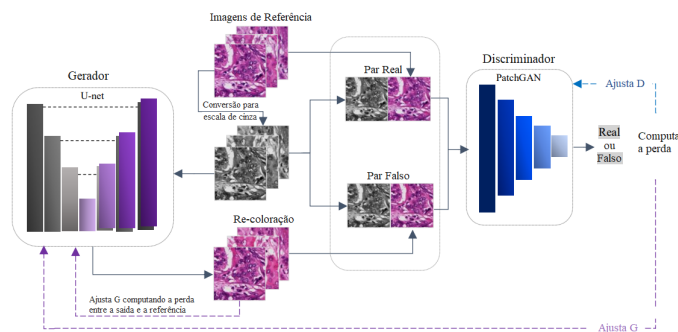 Imagens de Referência
Gerador
U-net
Conversão para
escala de cinza
Re-coloração
Ajusta G computando a perda
entre a saída e a referência
Par Real
Par Falso
Discriminador
PatchGAN
Ajusta D
Real
ou
Falso
Computa
a perda
Ajusta G